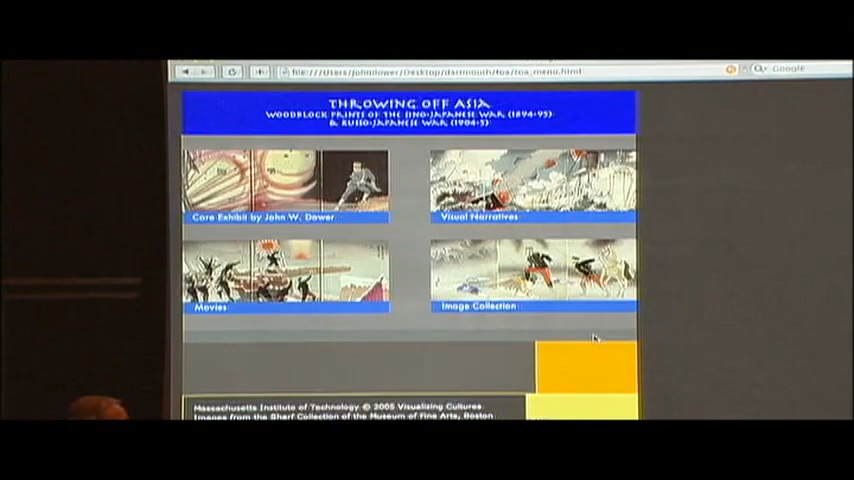 file:///Users/johndower/Desktop/dartmouth/toa/toa_menu.html
Google
THROWING OFF ASIA
WOODBLOCK PRINTS OF THE SINO-JAPANESE WAR (1894-95)
& RUSSO-JAPANESE WAR (1904-5)
Core Exhibit by John W. Dower
Visual Narratives
Movies
Image Collection
Massachusetts Institute of Technology © 2005 Visualizing Cultures
Images from the Sharf Collection of the Museum of Fine Arts, Boston